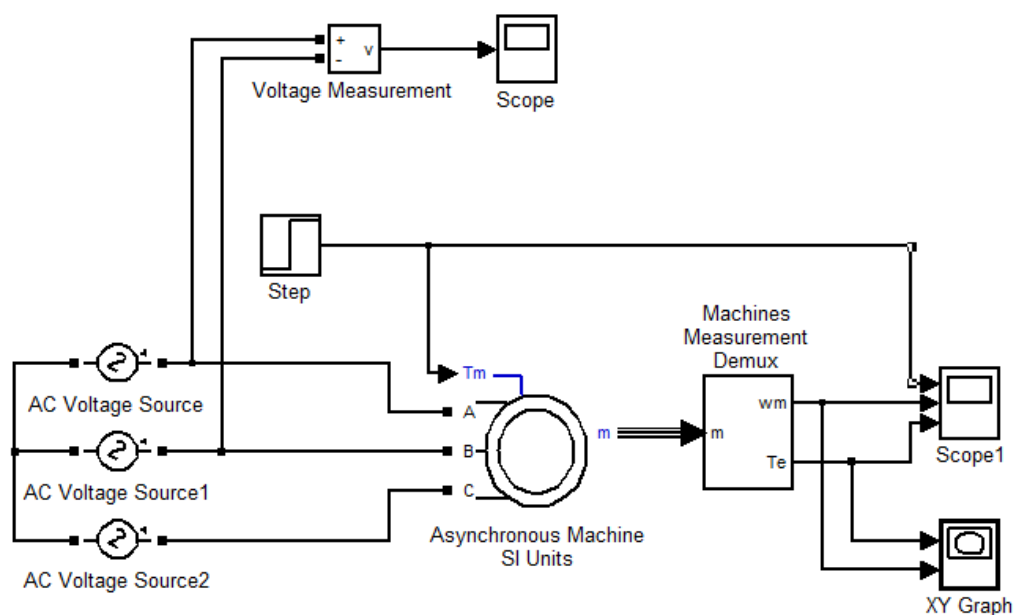 +
-
v
Voltage Measurement
Scope
Step
Machines
Measurement
Demux
AC Voltage Source
Tm
A
wm
m
m
B
AC Voltage Source1
Te
Scope1
C
Asynchronous Machine
SI Units
AC Voltage Source2
XY Graph